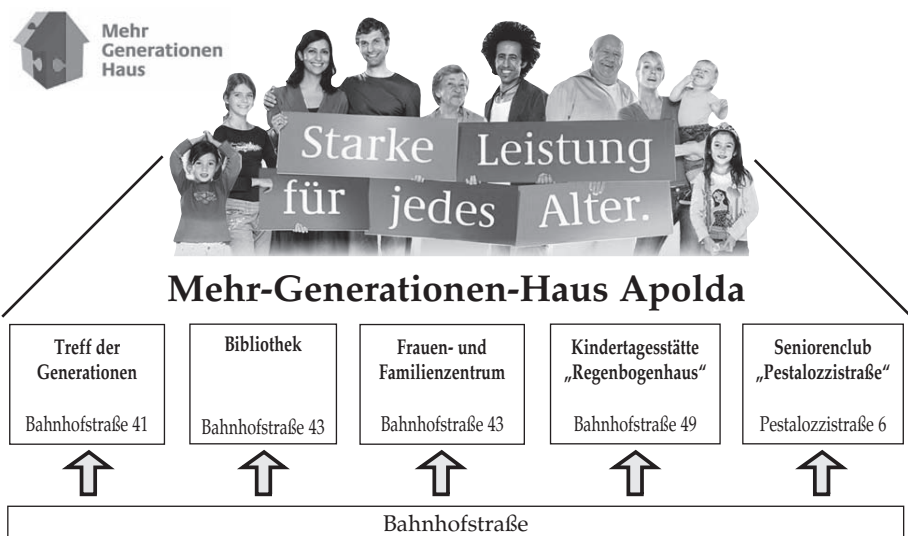 Mehr
Generationen
Haus
Starke Leistung
für jedes Alter.
Mehr-Generationen-Haus Apolda
Treff der
Generationen
Bahnhofstraße 41
Bibliothek
Bahnhofstraße 43
Frauen- und
Familienzentrum
Bahnhofstraße 43
Kindertagesstätte
„Regenbogenhaus“
Bahnhofstraße 49
Seniorenclub
„Pestalozzistraße“
Pestalozzistraße 6
Bahnhofstraße